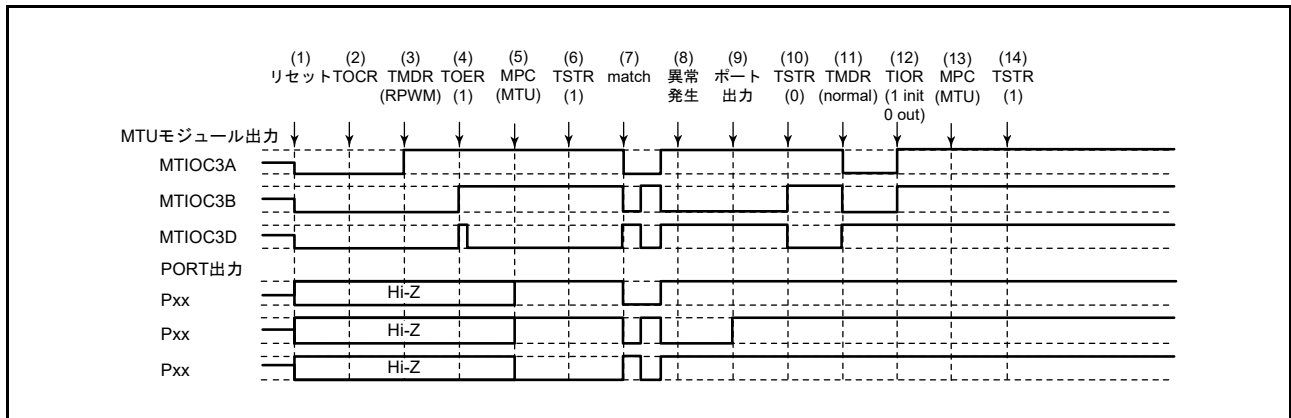 (1) (2) (3) (4) (5) (6) (7) (8) (9) (10) (11) (12) (13) (14)
リセット TOCR TMDR TOER MPC TSTR match 異常 ポート TSTR TMDR TIOR MPC TSTR
(RPWM) (1) (MTU) (1) 発生 出力 (0) (normal) (1 init (MTU) (1)
0 out)
MTUモジュール出力
MTIOC3A
MTIOC3B
MTIOC3D
PORT出力
Pxx Hi-Z
Pxx Hi-Z
Pxx Hi-Z